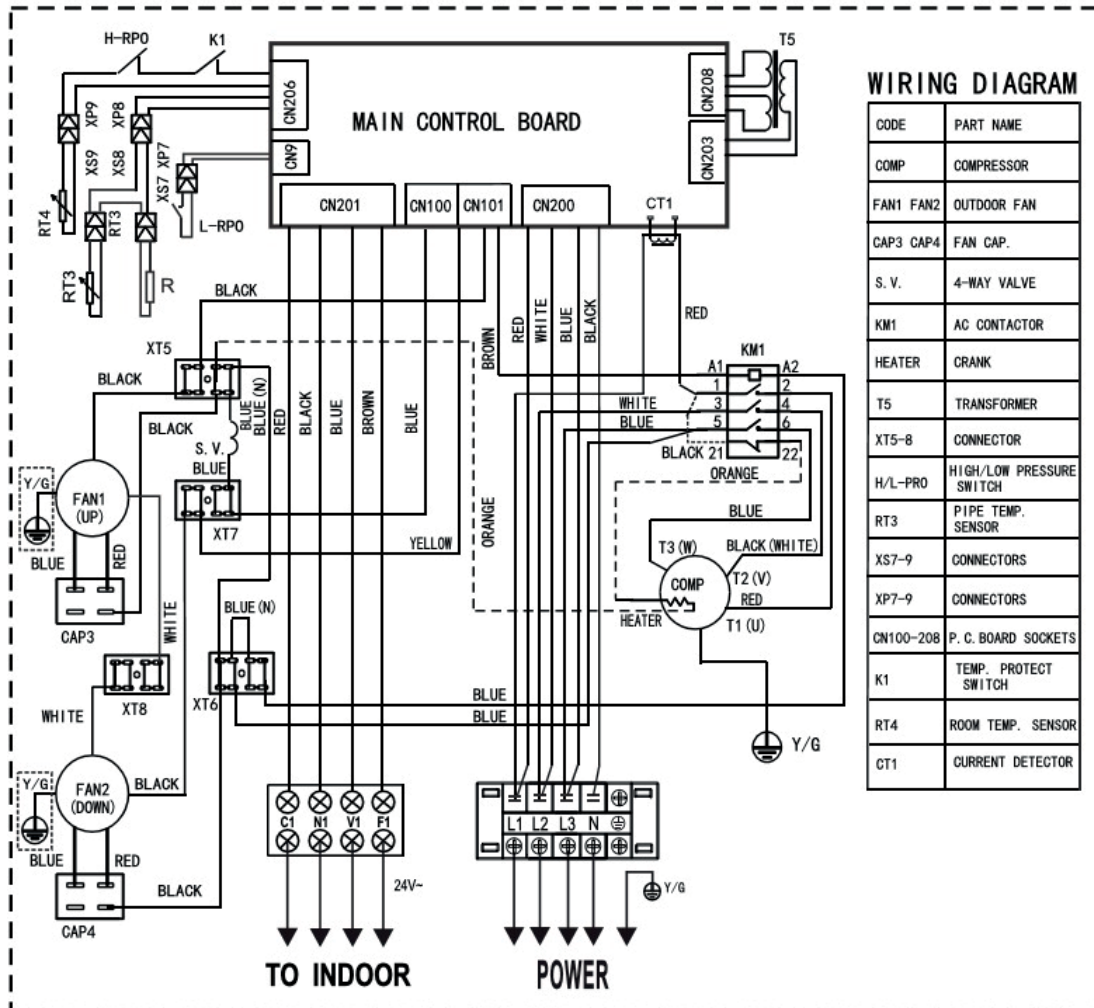 H-RPO
K1
T5
CN206
XP9
XP8
MAIN CONTROL BOARD
CN208
CN203
XS9
XS8
XS7 XP7
CN9
CN201
CN100
CN101
CN200
CT1
RT4
RT3
L-RPO
RT3
R
BLACK
BROWN
RED
WHITE
BLUE
BLACK
RED
KM1
A1
A2
1
2
3
4
5
6
21
22
WHITE
BLUE
BLACK
ORANGE
XT5
BLACK
BLACK
BLUE
BLUE(N)
RED
BLACK
BLUE
BROWN
BLUE
S.V.
BLUE
XT7
YELLOW
ORANGE
Y/G
FAN1
(UP)
BLUE
RED
CAP3
WHITE
BLUE(N)
BLUE
T3(W)
BLACK(WHITE)
COMP
T2(V)
RED
HEATER
T1(U)
XT8
XT6
BLUE
BLUE
Y/G
WHITE
Y/G
FAN2
(DOWN)
BLACK
BLUE
RED
CAP4
BLACK
C1 N1 V1 F1
24V~
L1 L2 L3 N
Y/G
TO INDOOR
POWER
WIRING DIAGRAM
CODE PART NAME
COMP COMPRESSOR
FAN1 FAN2 OUTDOOR FAN
CAP3 CAP4 FAN CAP.
S.V. 4-WAY VALVE
KM1 AC CONTACTOR
HEATER CRANK
T5 TRANSFORMER
XT5-8 CONNECTOR
H/L-PRO HIGH/LOW PRESSURE
SWITCH
RT3 PIPE TEMP.
SENSOR
XS7-9 CONNECTORS
XP7-9 CONNECTORS
CN100-208 P.C.BOARD SOCKETS
K1 TEMP. PROTECT
SWITCH
RT4 ROOM TEMP. SENSOR
CT1 CURRENT DETECTOR